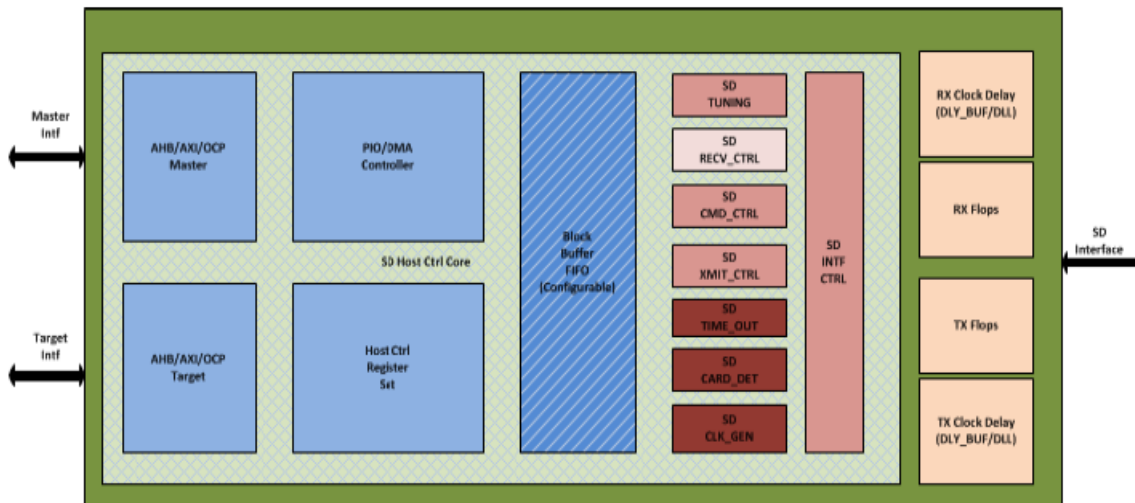 Master
Intf
Target
Intf
AHB/AXI/OCP
Master
PIO/DMA
Controller
SD Host Ctrl Core
AHB/AXI/OCP
Target
Host Ctrl
Register
Set
Block
Buffer
FIFO
(Configurable)
SD
TUNING
SD
RECV_CTRL
SD
CMD_CTRL
SD
XMIT_CTRL
SD
TIME_OUT
SD
CARD_DET
SD
CLK_GEN
SD
INTF
CTRL
RX Clock Delay
(DLY_BUF/DLL)
RX Flops
TX Flops
TX Clock Delay
(DLY_BUF/DLL)
SD
Interface